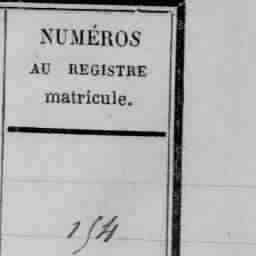 NUMÉROS
AU REGISTRE
matricule.
154